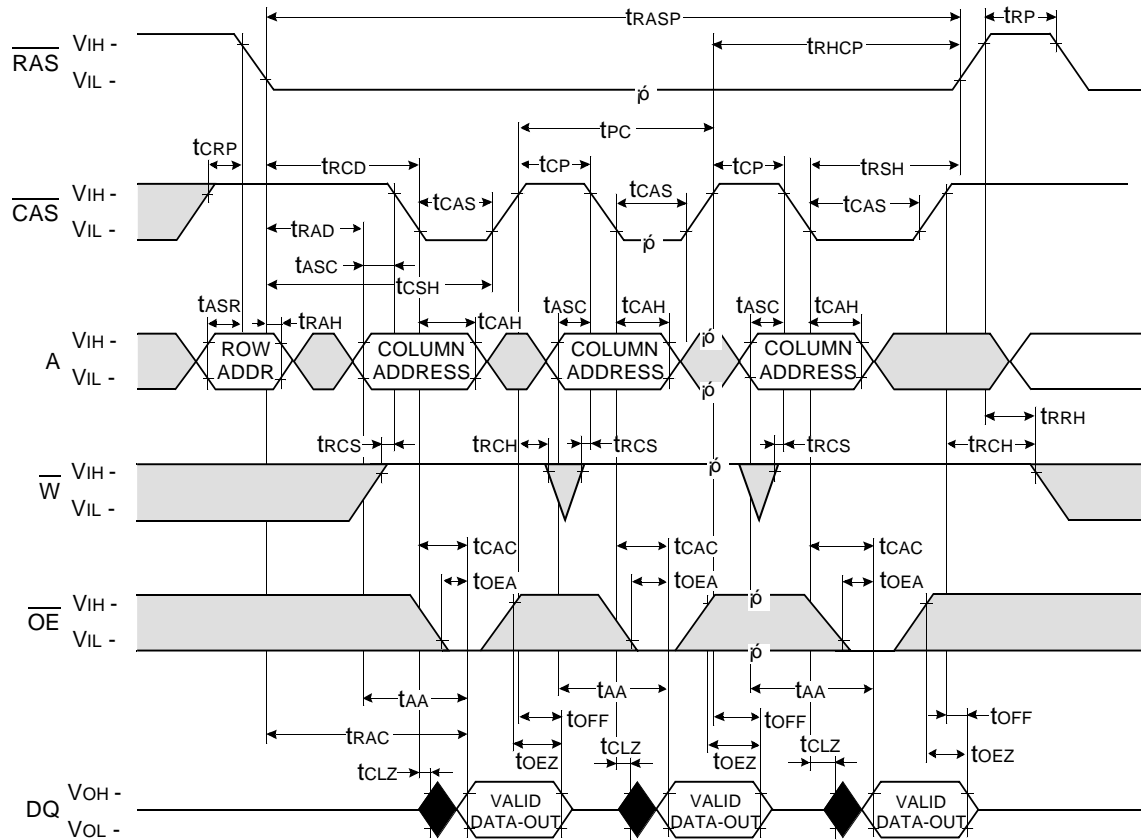 tRASP
tRP
tRHCP
RAS
VIH -
VIL -
¡ó
tCRP
tRCD
tPC
tCP
tCP
tRSH
CAS
VIH -
VIL -
tCAS
tCAS
tCAS
¡ó
tRAD
tASC
tCSH
tASR
tRAH
tCAH
tASC
tCAH
tASC
tCAH
A
VIH -
VIL -
ROW
ADDR
COLUMN
ADDRESS
COLUMN
ADDRESS
¡ó
¡ó
COLUMN
ADDRESS
tRRH
tRCS
tRCH
tRCS
tRCS
tRCH
W
VIH -
VIL -
¡ó
tCAC
tCAC
tCAC
tOEA
tOEA
tOEA
OE
VIH -
VIL -
¡ó
¡ó
tAA
tAA
tAA
tOFF
tOFF
tOFF
tRAC
tOEZ
tOEZ
tOEZ
tCLZ
tCLZ
tCLZ
DQ
VOH -
VOL -
VALID
DATA-OUT
VALID
DATA-OUT
VALID
DATA-OUT